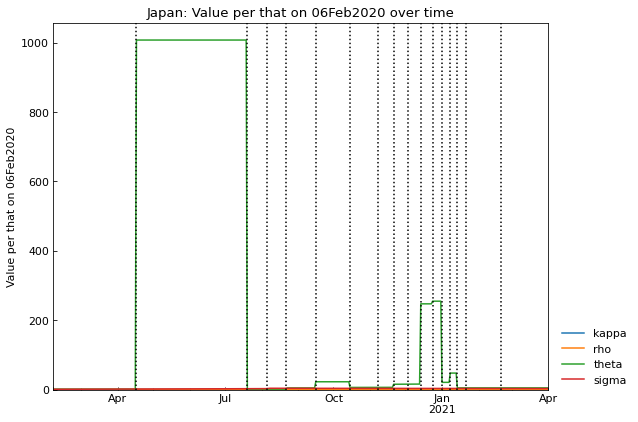 Japan: Value per that on 06Feb2020 over time
Value per that on 06Feb2020
1000
800
600
400
200
0
Apr
Jul
Oct
Jan
2021
Apr
kappa
rho
theta
sigma